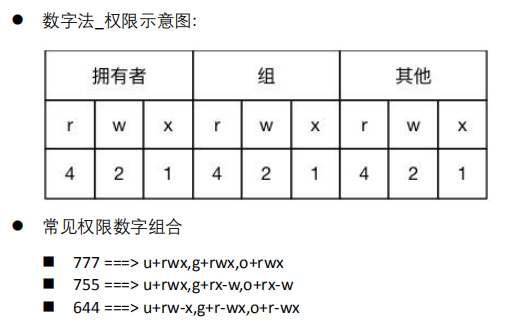 ● 数字法_权限示意图:
拥有者 组 其他
r w x r w x r w x
4 2 1 4 2 1 4 2 1
● 常见权限数字组合
■ 777 ===> u+rwx,g+rwx,o+rwx
■ 755 ===> u+rwx,g+rx-w,o+rx-w
■ 644 ===> u+rw-x,g+r-wx,o+r-wx